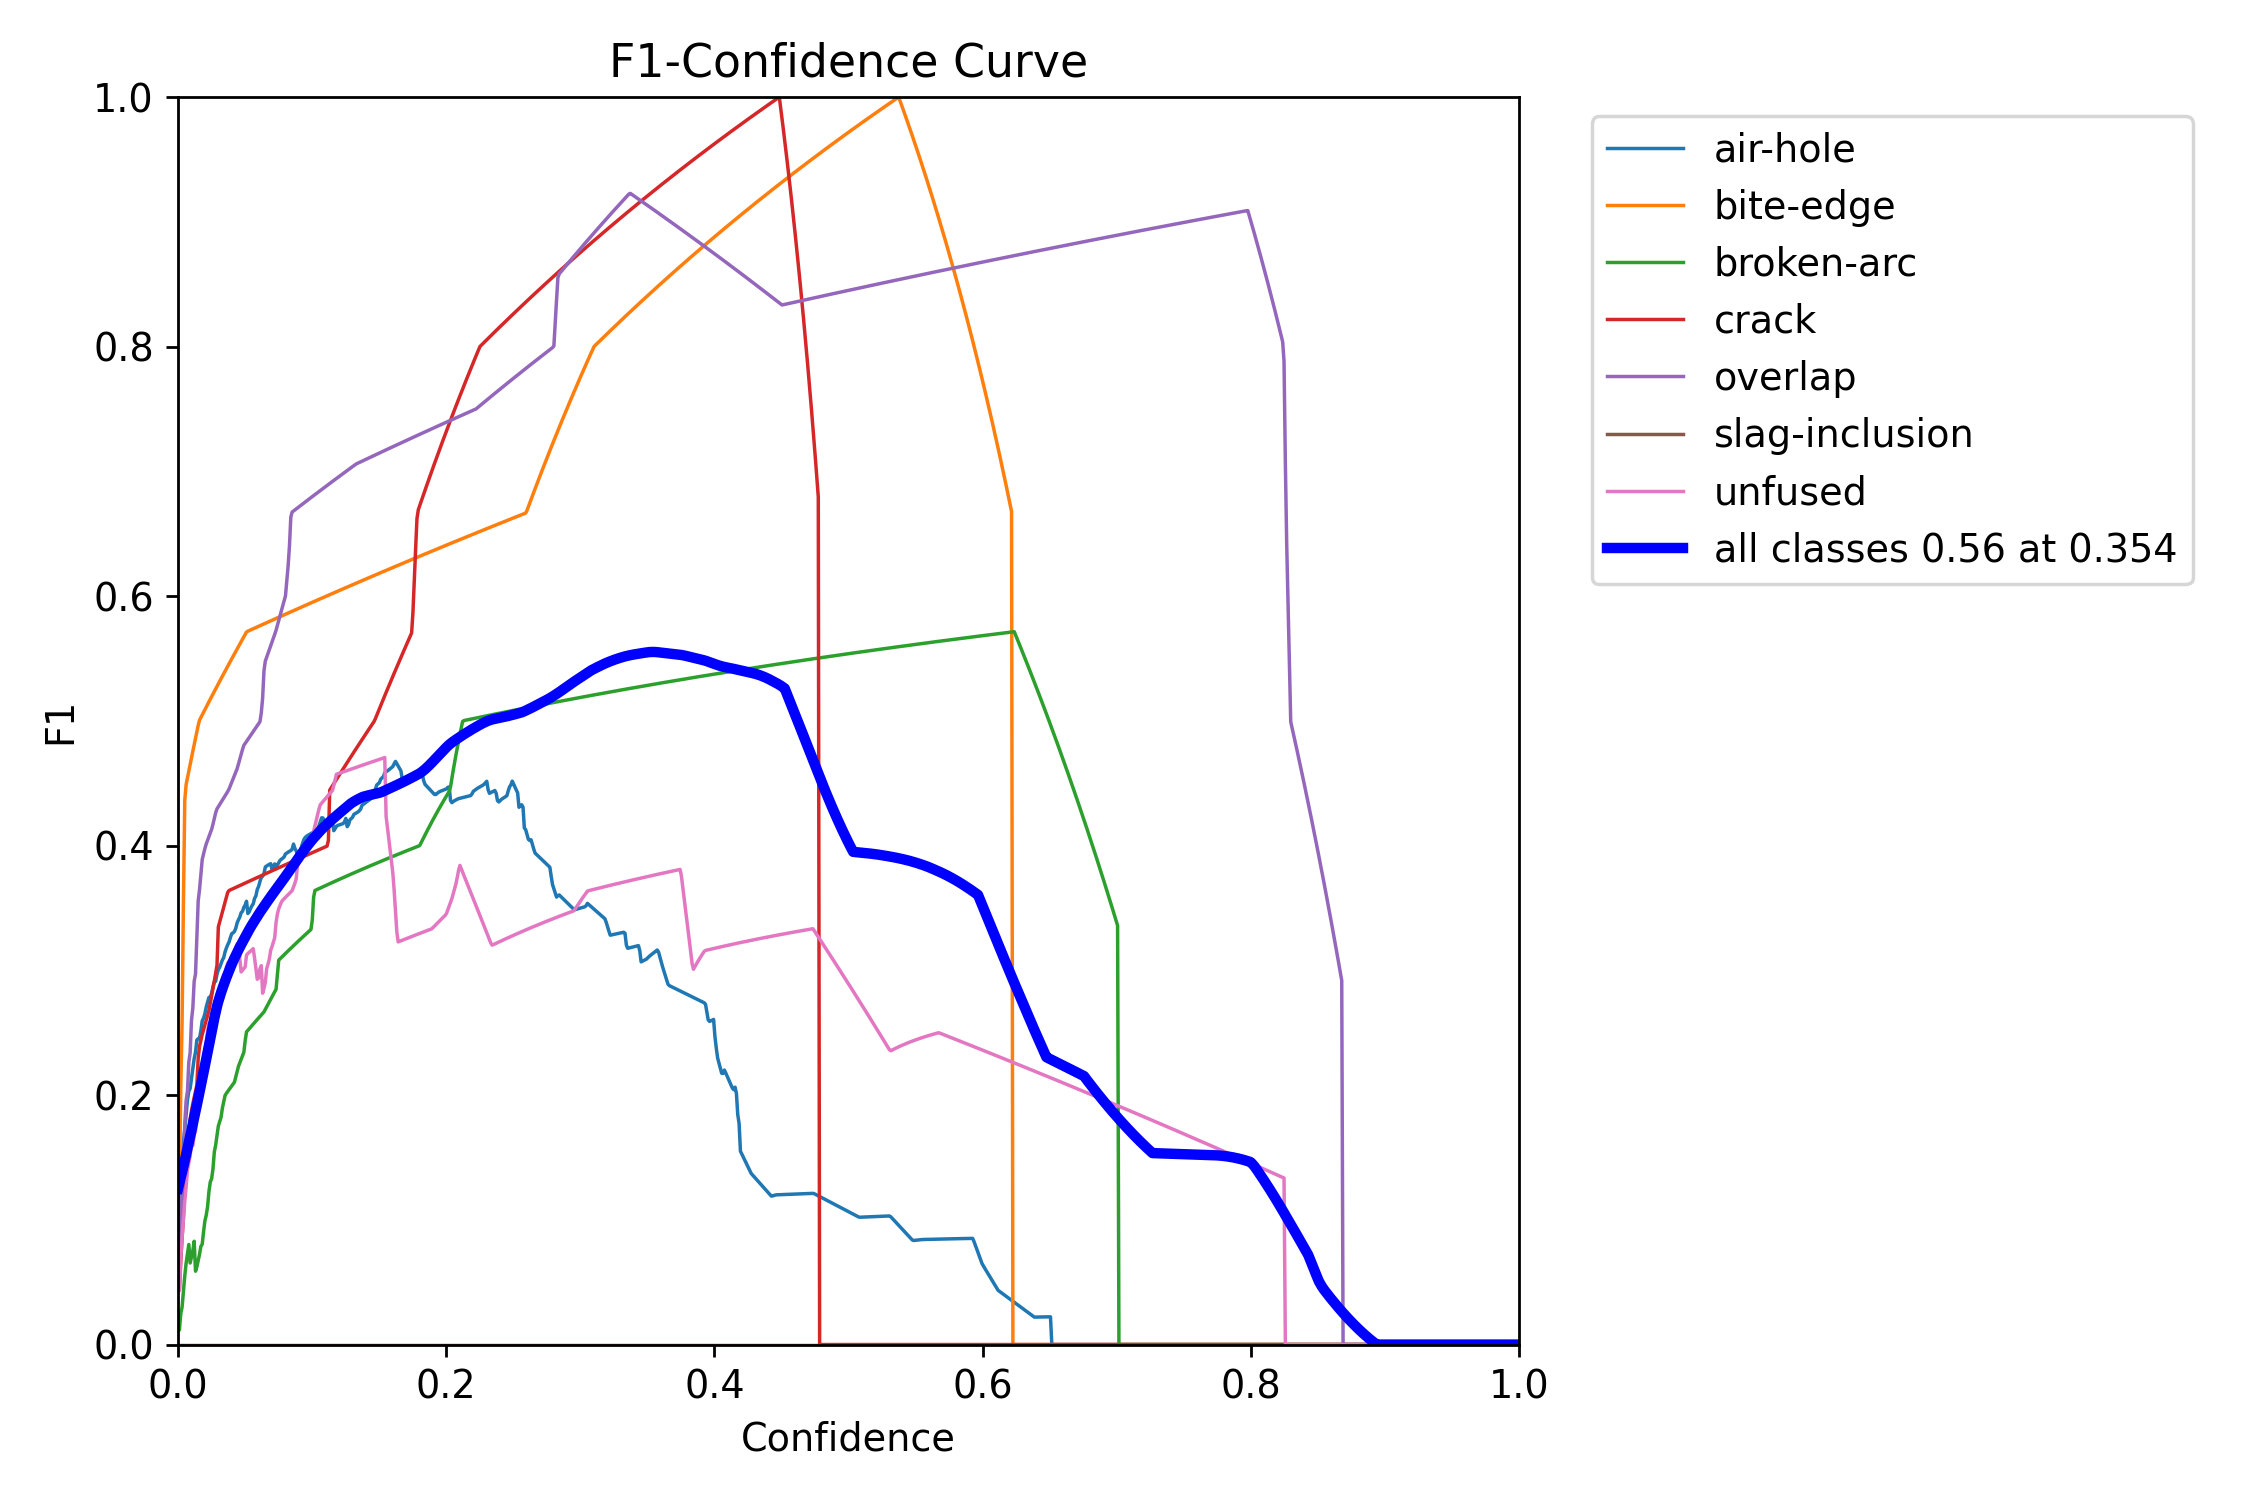 F1-Confidence Curve
1.0
0.8
0.6
0.4
0.2
0.0
F1
0.0 0.2 0.4 0.6 0.8 1.0
Confidence
air-hole
bite-edge
broken-arc
crack
overlap
slag-inclusion
unfused
all classes 0.56 at 0.354